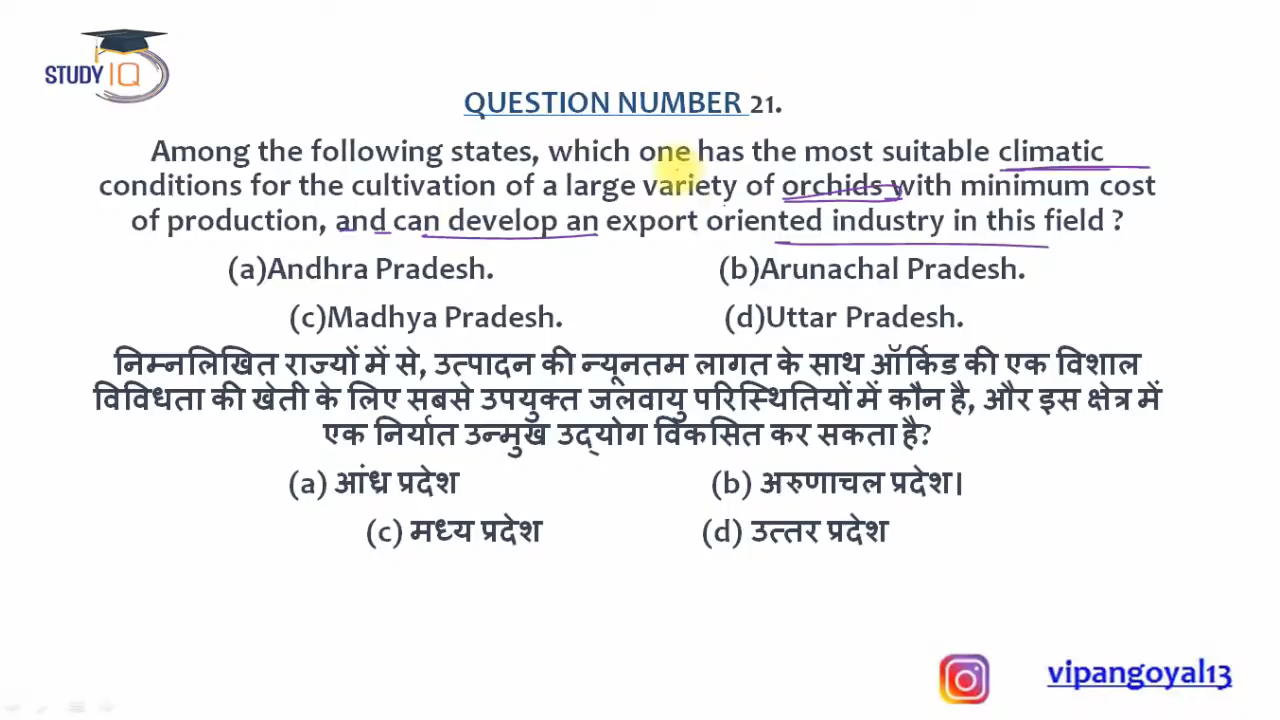 STUDY IQ
QUESTION NUMBER 21.
Among the following states, which one has the most suitable climatic
conditions for the cultivation of a large variety of orchids with minimum cost
of production, and can develop an export oriented industry in this field ?
(a)Andhra Pradesh. (b)Arunachal Pradesh.
(c)Madhya Pradesh. (d)Uttar Pradesh.
निम्नलिखित राज्यों में से, उत्पादन की न्यूनतम लागत के साथ ऑर्किड की एक विशाल
विविधता की खेती के लिए सबसे उपयुक्त जलवायु परिस्थितियों में कौन है, और इस क्षेत्र में
एक निर्यात उन्मुख उद्योग विकसित कर सकता है?
(a) आंध्र प्रदेश (b) अरुणाचल प्रदेश।
(c) मध्य प्रदेश (d) उत्तर प्रदेश
vipangoyal13